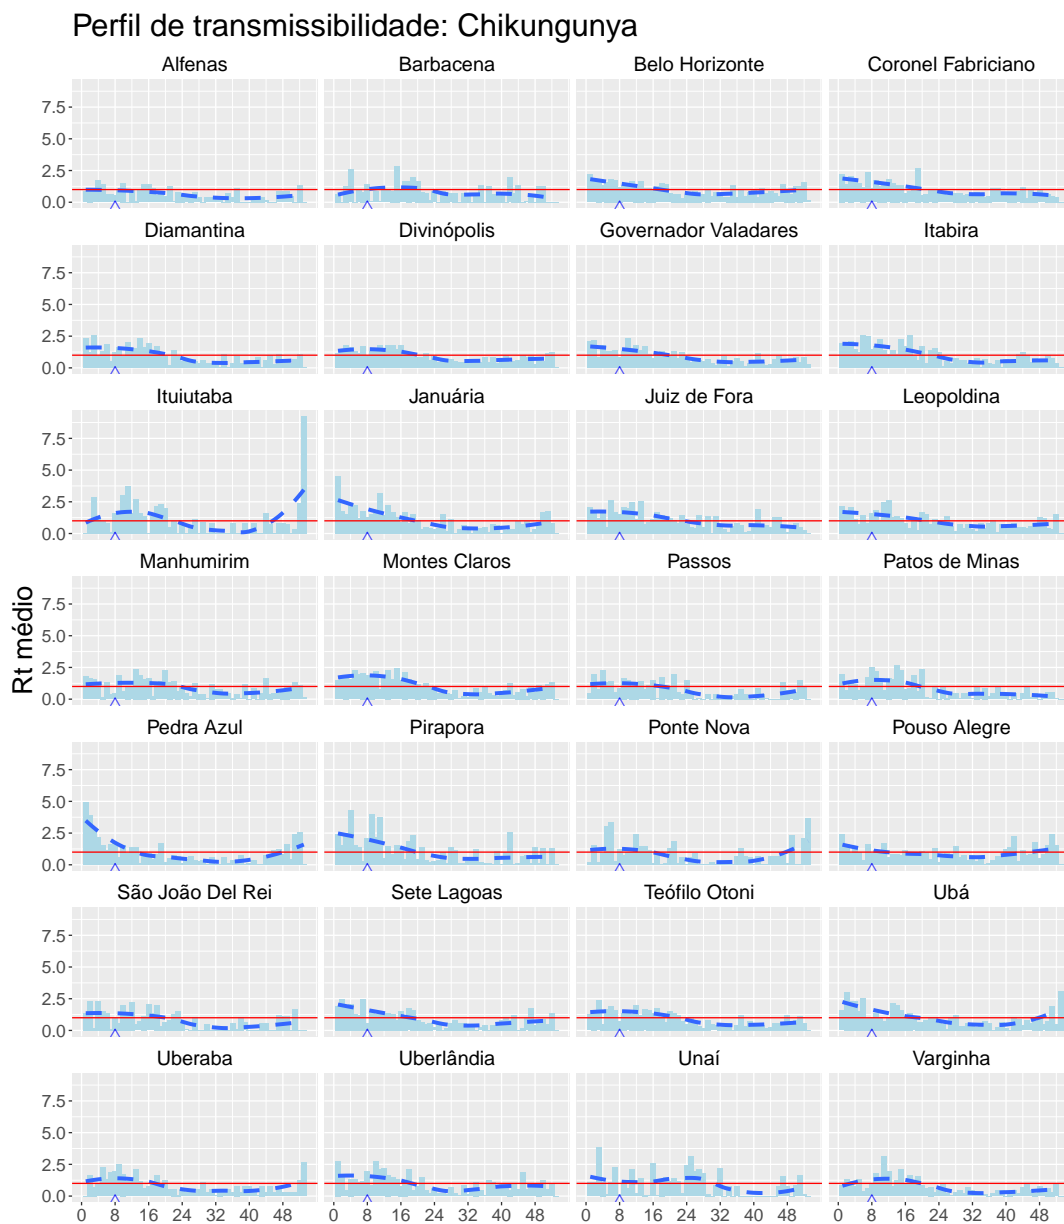 Perfil de transmissibilidade: Chikungunya
Alfenas Barbacena Belo Horizonte Coronel Fabriciano
7.5
5.0
2.5
0.0
Diamantina Divinópolis Governador Valadares Itabira
7.5
5.0
2.5
0.0
Ituiutaba Januária Juiz de Fora Leopoldina
7.5
5.0
2.5
0.0
Manhumirim Montes Claros Passos Patos de Minas
7.5
5.0
2.5
0.0
Rt médio
Pedra Azul Pirapora Ponte Nova Pouso Alegre
7.5
5.0
2.5
0.0
São João Del Rei Sete Lagoas Teófilo Otoni Ubá
7.5
5.0
2.5
0.0
Uberaba Uberlândia Unaí Varginha
7.5
5.0
2.5
0.0
0 8 16 24 32 40 48 0 8 16 24 32 40 48 0 8 16 24 32 40 48 0 8 16 24 32 40 48